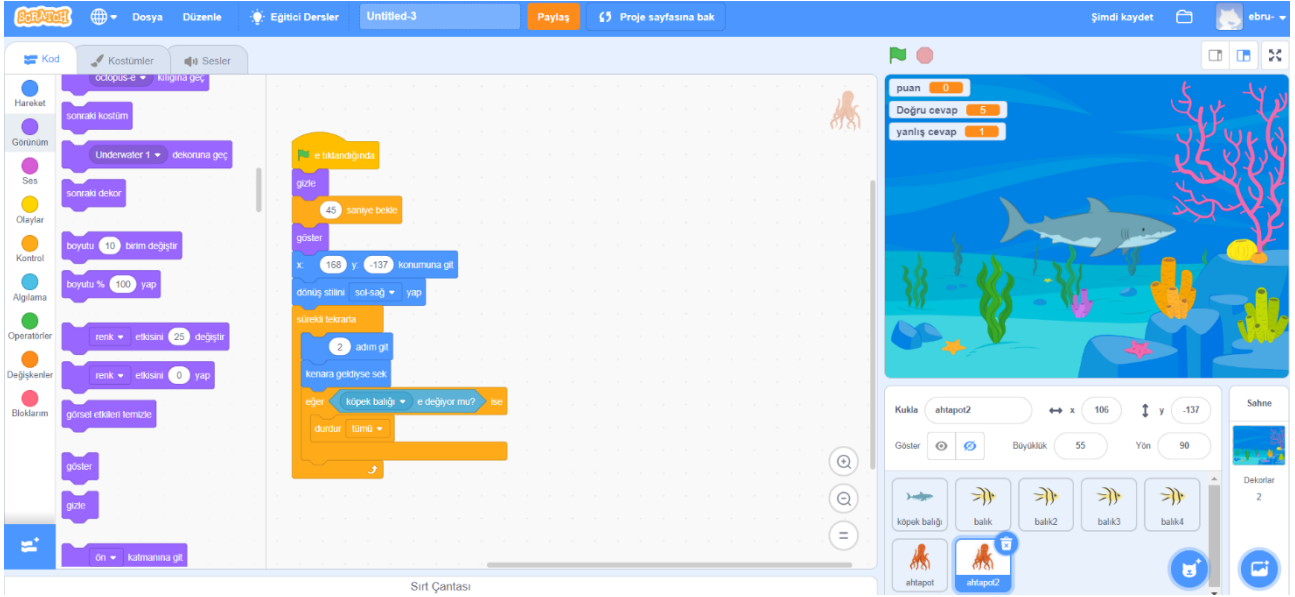 SCRATCH Dosya Düzenle Eğitici Dersler Untitled-3 Paylaş Proje sayfasına bak Şimdi kaydet ebru-
Kod Kostümler Sesler
Hareket
Görünüm
Ses
Olaylar
Kontrol
Algılama
Operatörler
Değişkenler
Bloklarım
octopus-e kılığına geç
sonraki kostüm
Underwater 1 dekoruna geç
sonraki dekor
boyutu 10 birim değiştir
boyutu % 100 yap
renk etkisini 25 değiştir
renk etkisini 0 yap
görsel etkileri temizle
göster
gizle
ön katmanına git
e tıklandığında
gizle
45 saniye bekle
göster
x: 168 y: -137 konumuna git
dönüş stilini sol-sağ yap
sürekli tekrarla
2 adım git
kenara geldiyse sek
eğer köpek balığı e değiyor mu? ise
durdur tümü
Sırt Çantası
puan 0
Doğru cevap 5
yanlış cevap 1
Kukla ahtapot2 x 106 y -137
Göster Büyüklük 55 Yön 90
köpek balığı balık balık2 balık3 balık4
ahtapot ahtapot2
Sahne
Dekorlar
2